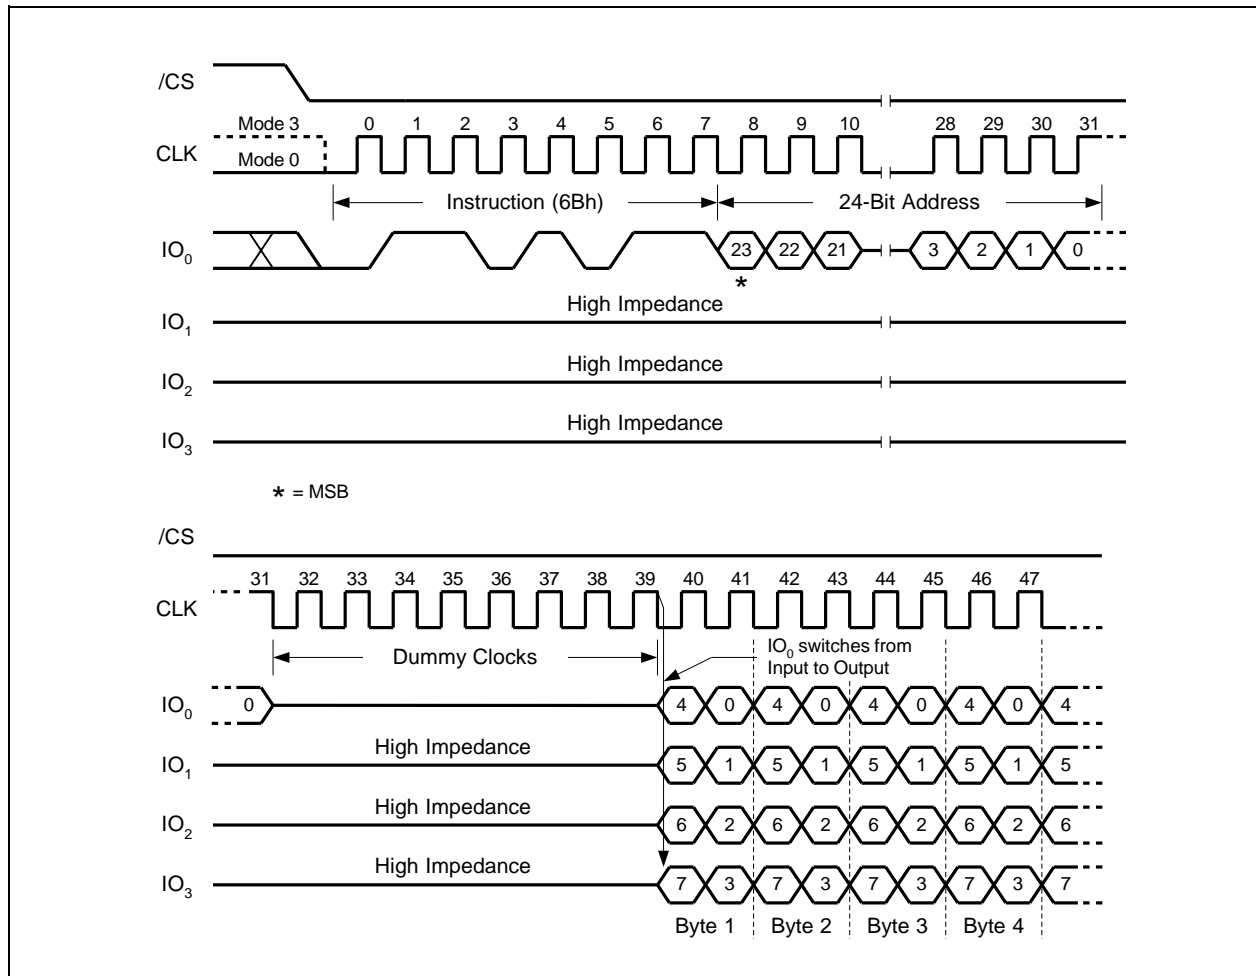 /CS
Mode 3 0 1 2 3 4 5 6 7 8 9 10 28 29 30 31
CLK
Mode 0
Instruction (6Bh) 24-Bit Address
IO0 23 22 21 3 2 1 0
*
High Impedance
IO1
High Impedance
IO2
High Impedance
IO3
* = MSB
/CS
31 32 33 34 35 36 37 38 39 40 41 42 43 44 45 46 47
CLK
IO0 switches from
Dummy Clocks Input to Output
IO0 0 4 0 4 0 4 0 4 0 4
High Impedance
IO1 5 1 5 1 5 1 5 1 5
High Impedance
IO2 6 2 6 2 6 2 6 2 6
High Impedance
IO3 7 3 7 3 7 3 7 3 7
Byte 1 Byte 2 Byte 3 Byte 4